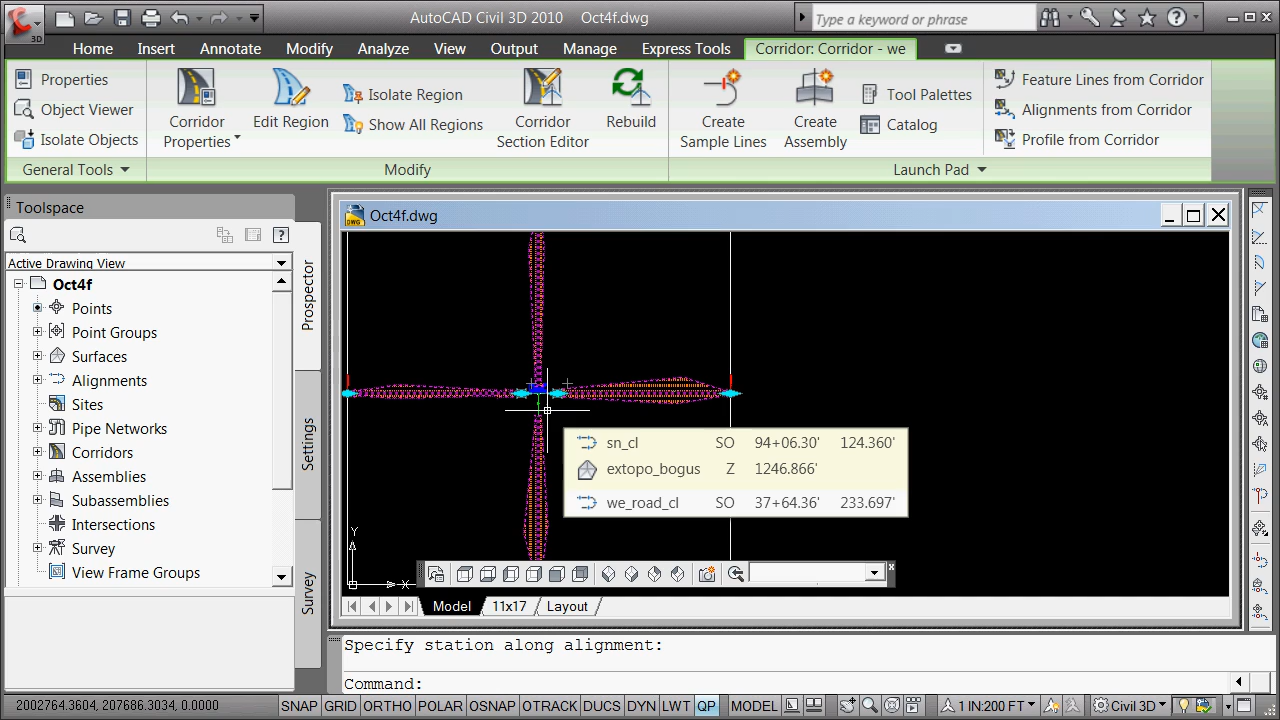 AutoCAD Civil 3D 2010 Oct4f.dwg
Type a keyword or phrase
3D
Home Insert Annotate Modify Analyze View Output Manage Express Tools Corridor: Corridor - we
Properties
Object Viewer
Isolate Objects
General Tools
Corridor Properties
Edit Region
Isolate Region
Show All Regions
Corridor Section Editor
Rebuild
Modify
Create Sample Lines
Create Assembly
Tool Palettes
Catalog
Feature Lines from Corridor
Alignments from Corridor
Profile from Corridor
Launch Pad
Toolspace
Active Drawing View
Oct4f
Points
Point Groups
Surfaces
Alignments
Sites
Pipe Networks
Corridors
Assemblies
Subassemblies
Intersections
Survey
View Frame Groups
Prospector
Settings
Survey
Oct4f.dwg
sn_cl SO 94+06.30' 124.360'
extopo_bogus Z 1246.866'
we_road_cl SO 37+64.36' 233.697'
Y
X
Model 11x17 Layout
Specify station along alignment:
Command:
2002764.3604, 207686.3034, 0.0000 SNAP GRID ORTHO POLAR OSNAP OTRACK DUCS DYN LWT QP MODEL 1 IN:200 FT Civil 3D